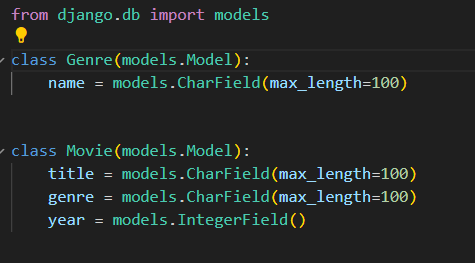 from django.db import models
class Genre(models.Model):
    name = models.CharField(max_length=100)
class Movie(models.Model):
    title = models.CharField(max_length=100)
    genre = models.CharField(max_length=100)
    year = models.IntegerField()